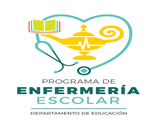 PROGRAMA DE
ENFERMERÍA
ESCOLAR
DEPARTAMENTO DE EDUCACIÓN